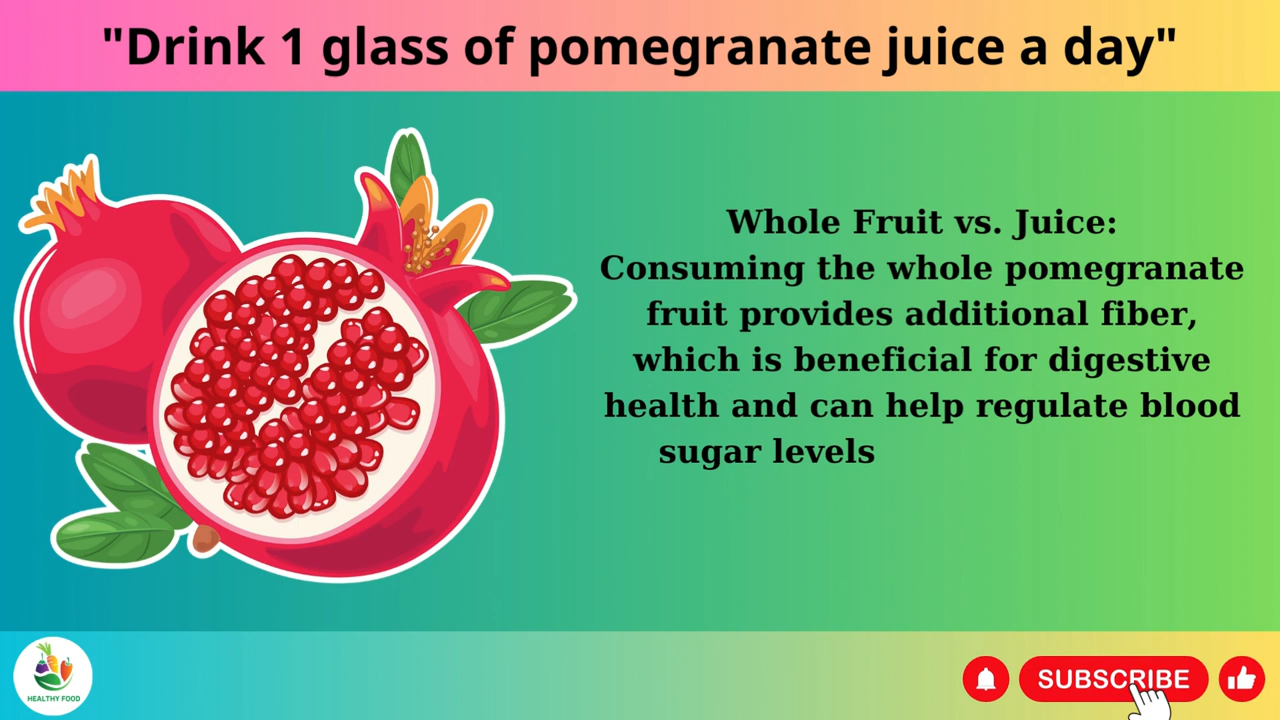 "Drink 1 glass of pomegranate juice a day"
Whole Fruit vs. Juice:
Consuming the whole pomegranate
fruit provides additional fiber,
which is beneficial for digestive
health and can help regulate blood
sugar levels
HEALTHY FOOD
SUBSCRIBE